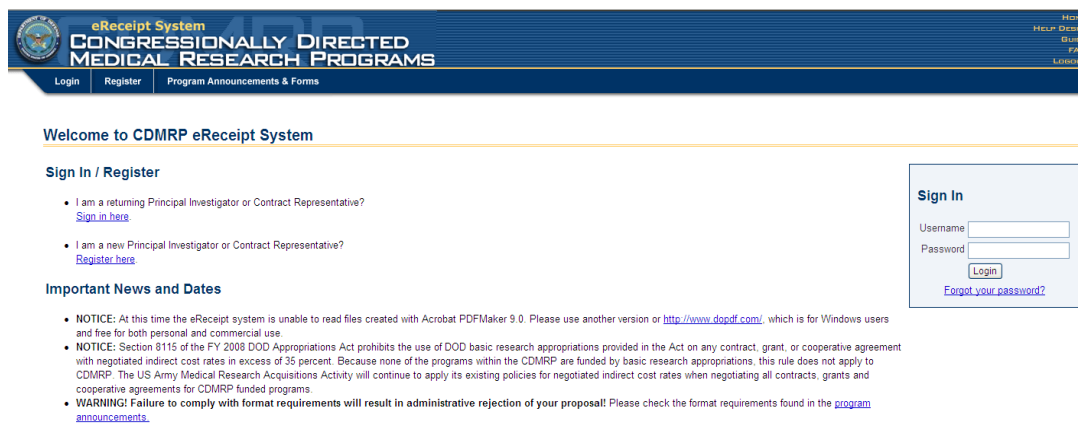 eReceipt System
CONGRESSIONALLY DIRECTED
MEDICAL RESEARCH PROGRAMS
Login Register Program Announcements & Forms
Welcome to CDMRP eReceipt System
Sign In / Register
• I am a returning Principal Investigator or Contract Representative?
Sign in here.
• I am a new Principal Investigator or Contract Representative?
Register here.
Important News and Dates
• NOTICE: At this time the eReceipt system is unable to read files created with Acrobat PDFMaker 9.0. Please use another version or http://www.dopdf.com/, which is for Windows users
and free for both personal and commercial use.
• NOTICE: Section 8115 of the FY 2008 DOD Appropriations Act prohibits the use of DOD basic research appropriations provided in the Act on any contract, grant, or cooperative agreement
with negotiated indirect cost rates in excess of 35 percent. Because none of the programs within the CDMRP are funded by basic research appropriations, this rule does not apply to
CDMRP. The US Army Medical Research Acquisitions Activity will continue to apply its existing policies for negotiated indirect cost rates when negotiating all contracts, grants and
cooperative agreements for CDMRP funded programs.
• WARNING! Failure to comply with format requirements will result in administrative rejection of your proposal! Please check the format requirements found in the program
announcements.
Sign In
Username
Password
Login
Forgot your password?